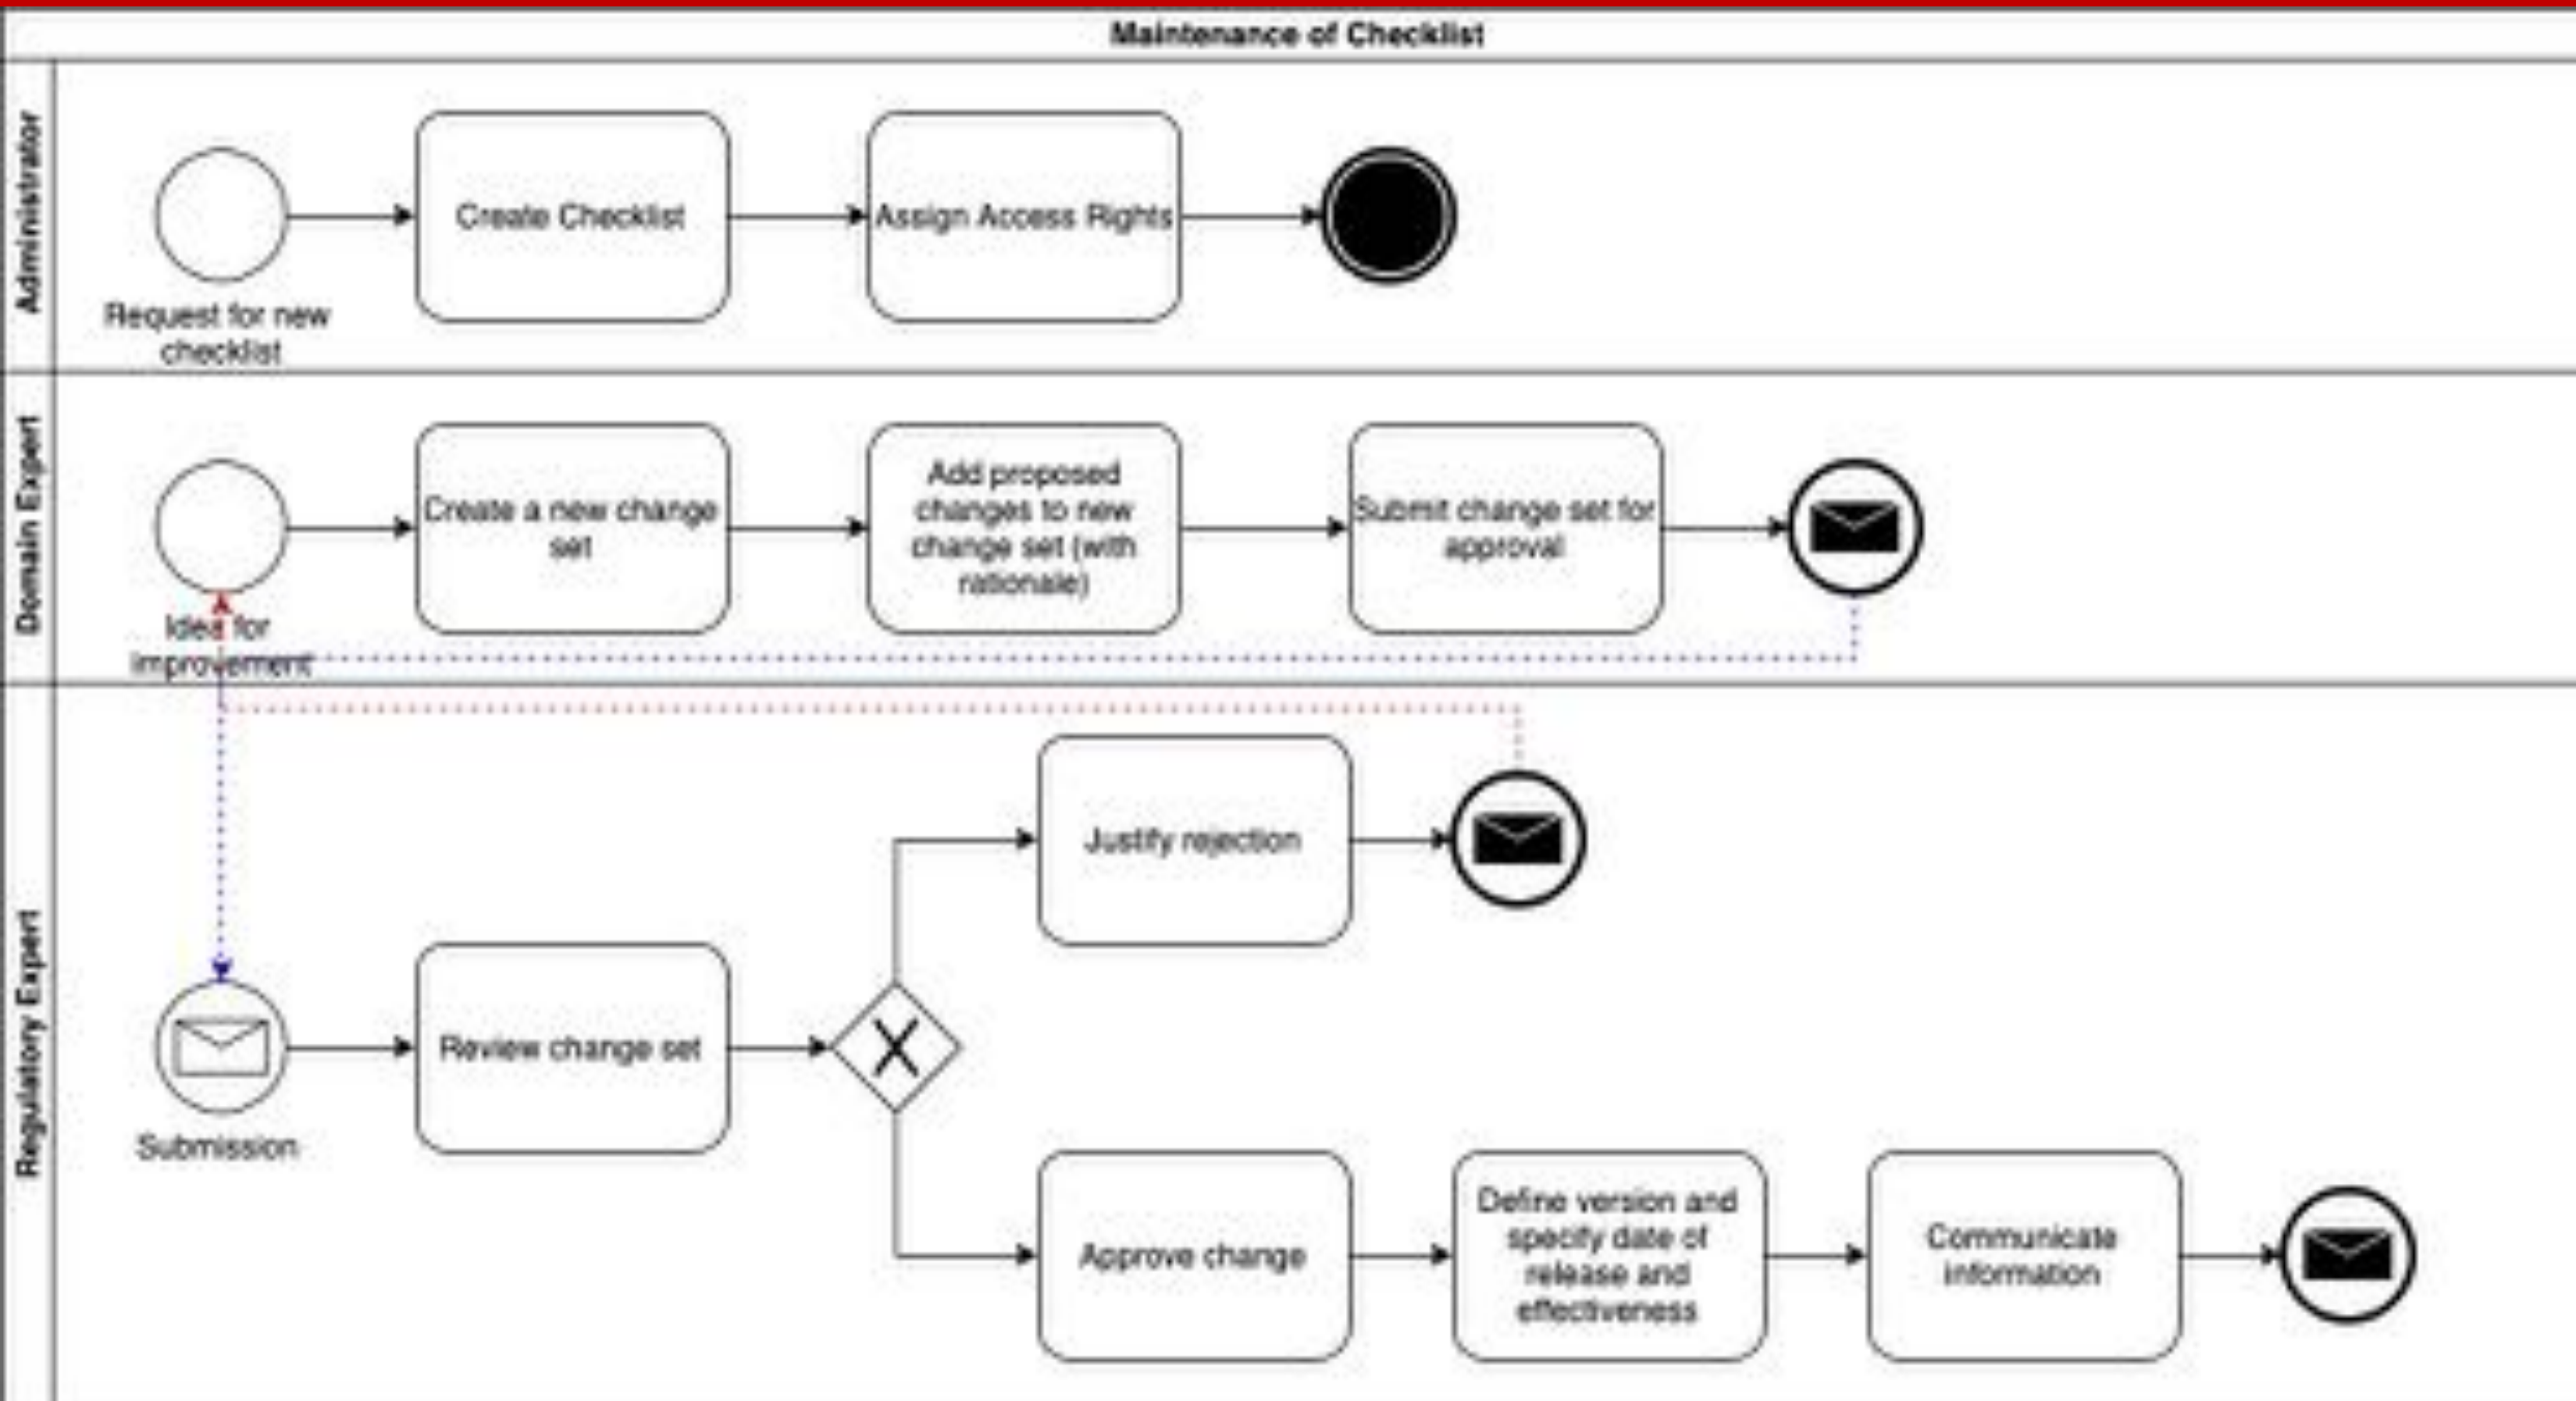 Maintenance of Checklist
Administrator
Create Checklist
Assign Access Rights
Request for new
checklist
Domain Expert
Create a new change
set
Add proposed
changes to new
change set (with
rationale)
Submit change set for
approval
Idea for
improvement
Regulatory Expert
Justify rejection
Review change set
Submission
Approve change
Define version and
specify date of
release and
effectiveness
Communicate
information